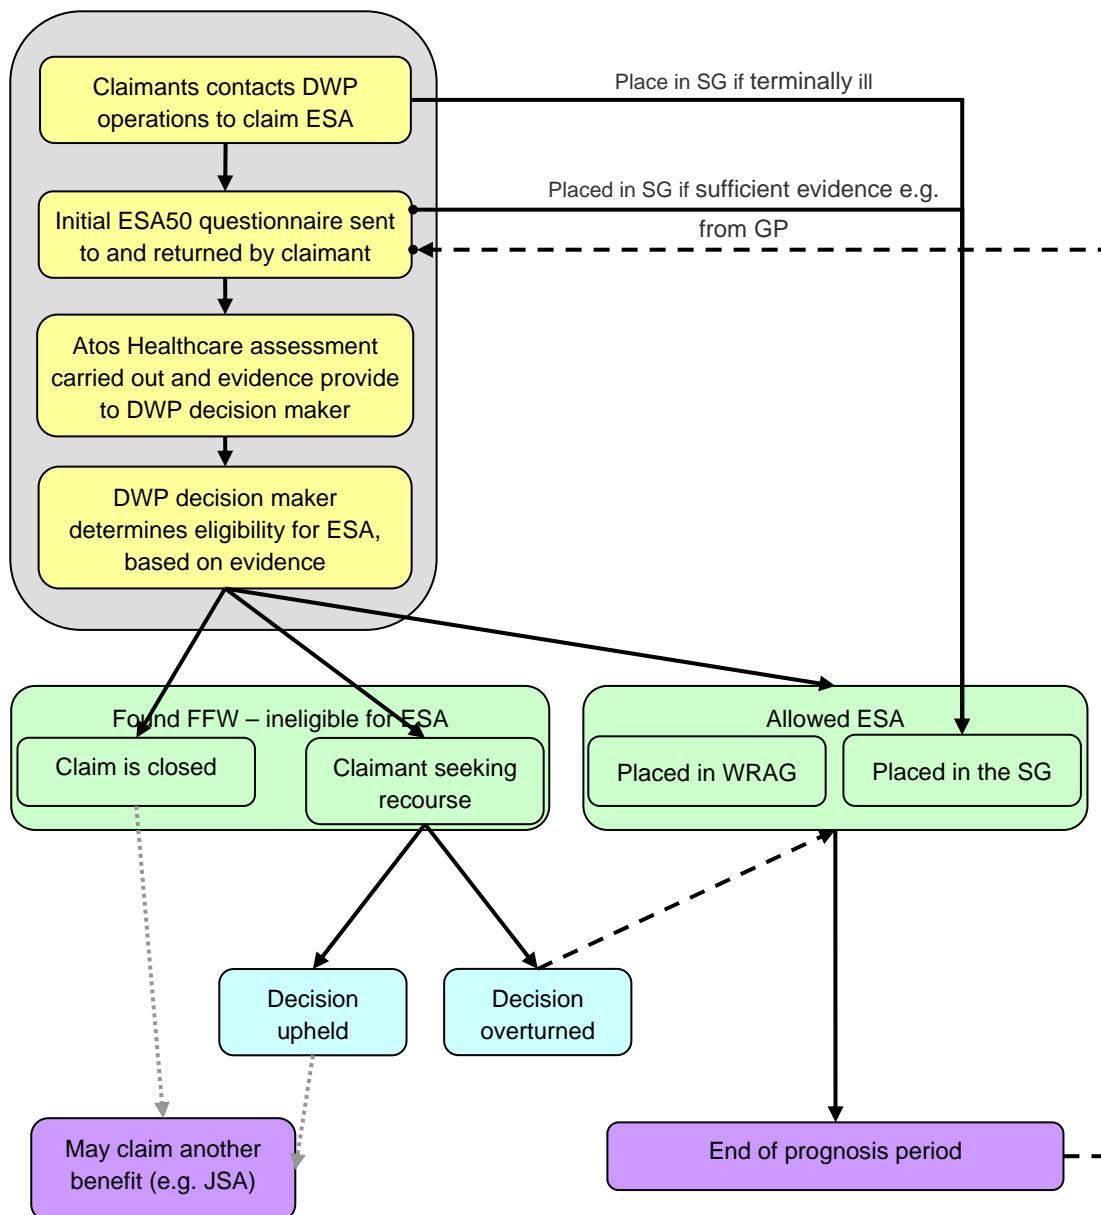 Claimants contacts DWP
operations to claim ESA
Place in SG if terminally ill
Initial ESA50 questionnaire sent
to and returned by claimant
Placed in SG if sufficient evidence e.g.
from GP
Atos Healthcare assessment
carried out and evidence provide
to DWP decision maker
DWP decision maker
determines eligibility for ESA,
based on evidence
Found FFW – ineligible for ESA
Claim is closed
Claimant seeking
recourse
Allowed ESA
Placed in WRAG
Placed in the SG
Decision
upheld
Decision
overturned
May claim another
benefit (e.g. JSA)
End of prognosis period